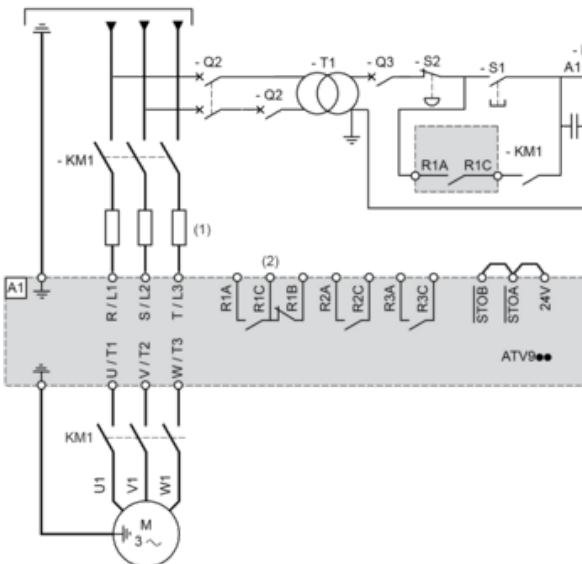 - Q2
- T1
- Q3
- S2
- S1
A1
- Q2
- KM1
- KM1
R1A
R1C
(1)
(2)
A1
R / L1
S / L2
T / L3
R1A
R1C
R1B
R2A
R2C
R3A
R3C
STOB
STOA
24V
U / T1
V / T2
W / T3
ATV9●●
KM1
U1
V1
W1
M
3 ~